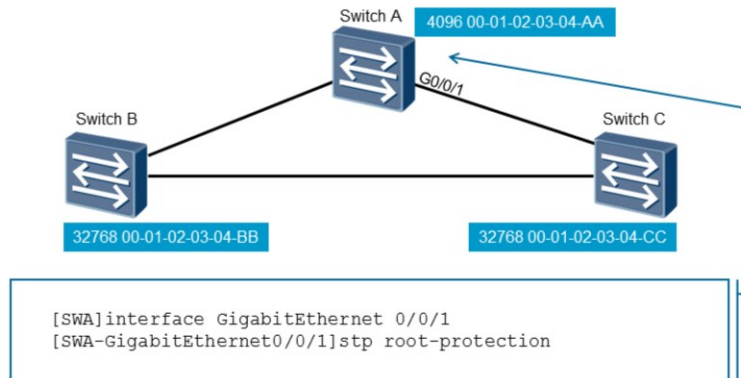 Switch A
4096 00-01-02-03-04-AA
G0/0/1
Switch B
Switch C
32768 00-01-02-03-04-BB
32768 00-01-02-03-04-CC
[SWA]interface GigabitEthernet 0/0/1
[SWA-GigabitEthernet0/0/1]stp root-protection